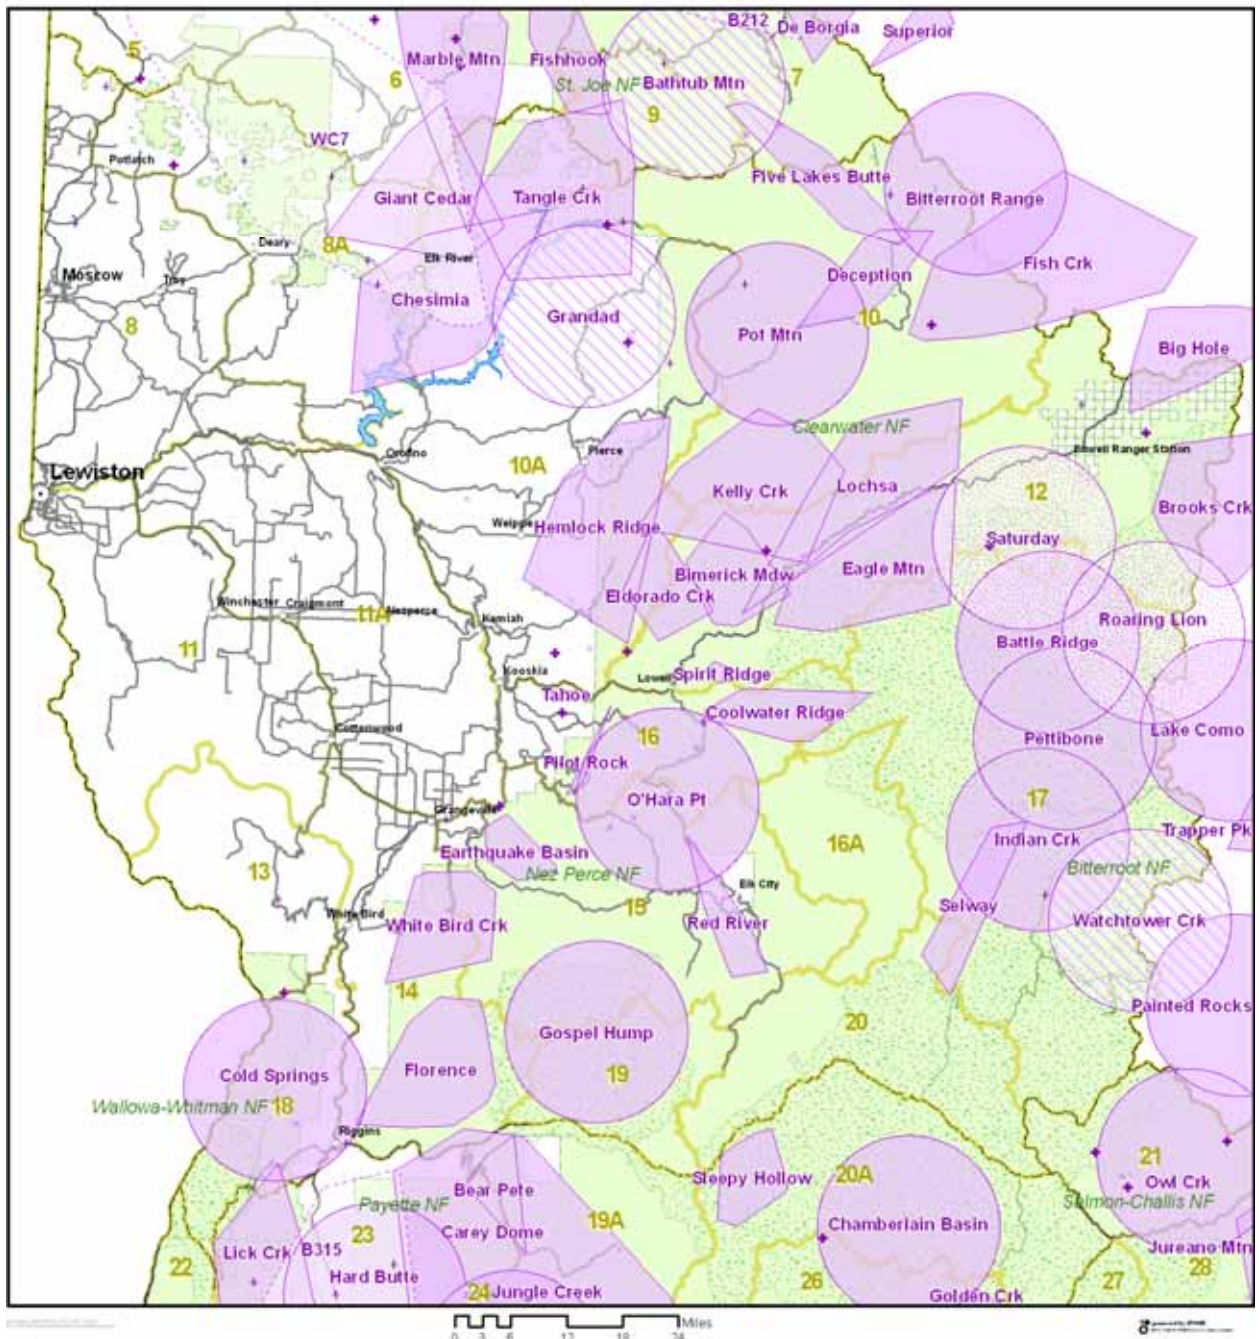 B212
De Borgia
Superior
5
Marble Mtn
Fishhook
6
7
St. Joe NF
Bathtub Mtn
9
WC7
Potlatch
Five Lakes Butte
Giant Cedar
Tangle Crk
Bitterroot Range
8A
Deary
Elk River
Moscow
Troy
Deception
Fish Crk
Chesimia
8
Grandad
10
Pot Mtn
Big Hole
Clearwater NF
Orofino
10A
Pierce
Powell Ranger Station
Lewiston
Kelly Crk
Lochsa
12
Weippe
Hemlock Ridge
Brooks Crk
Saturday
Bimerick Mdw
Eagle Mtn
Eldorado Crk
Winchester
Craigmont
11A
Nezperce
Kamiah
Roaring Lion
11
Battle Ridge
Kooskia
Lowell
Spirit Ridge
Tahoe
Coolwater Ridge
Cottonwood
16
Pettibone
Lake Como
Pilot Rock
O'Hara Pt
17
Grangeville
Trapper Pk
Earthquake Basin
16A
Indian Crk
13
Nez Perce NF
Bitterroot NF
Elk City
White Bird
White Bird Crk
15
Red River
Selway
Watchtower Crk
14
Painted Rocks
Gospel Hump
20
Cold Springs
Florence
19
Wallowa-Whitman NF
18
Riggins
Sleepy Hollow
20A
21
Bear Pete
Owl Crk
Payette NF
Salmon-Challis NF
19A
Chamberlain Basin
Carey Dome
23
Lick Crk
B315
Jureano Mtn
22
Hard Butte
24
Jungle Creek
26
Golden Crk
27
28
0 3 6 12 18 24 Miles